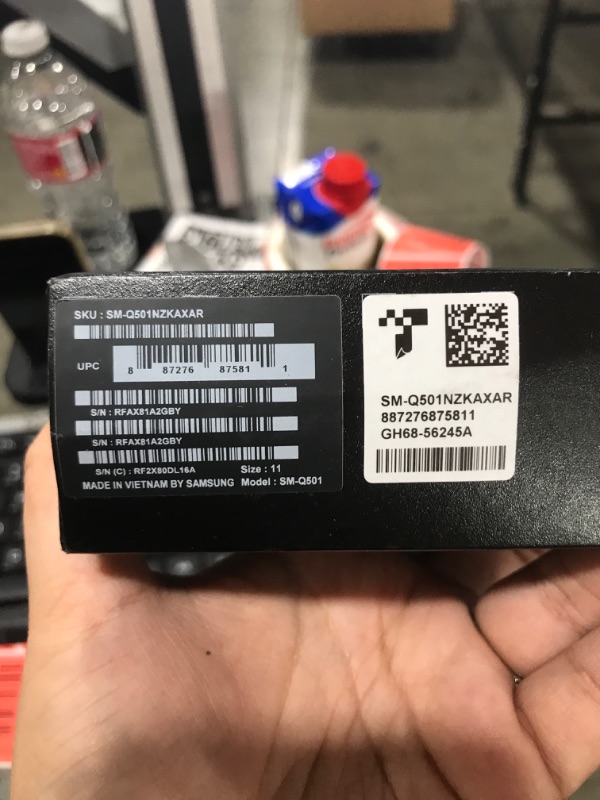 SKU : SM-Q501NZKAXAR
UPC
8 87276 87581 1
S/N : RFAX81A2GBY
S/N : RFAX81A2GBY
S/N (C) : RF2X80DL16A Size : 11
MADE IN VIETNAM BY SAMSUNG Model : SM-Q501
SM-Q501NZKAXAR
887276875811
GH68-56245A